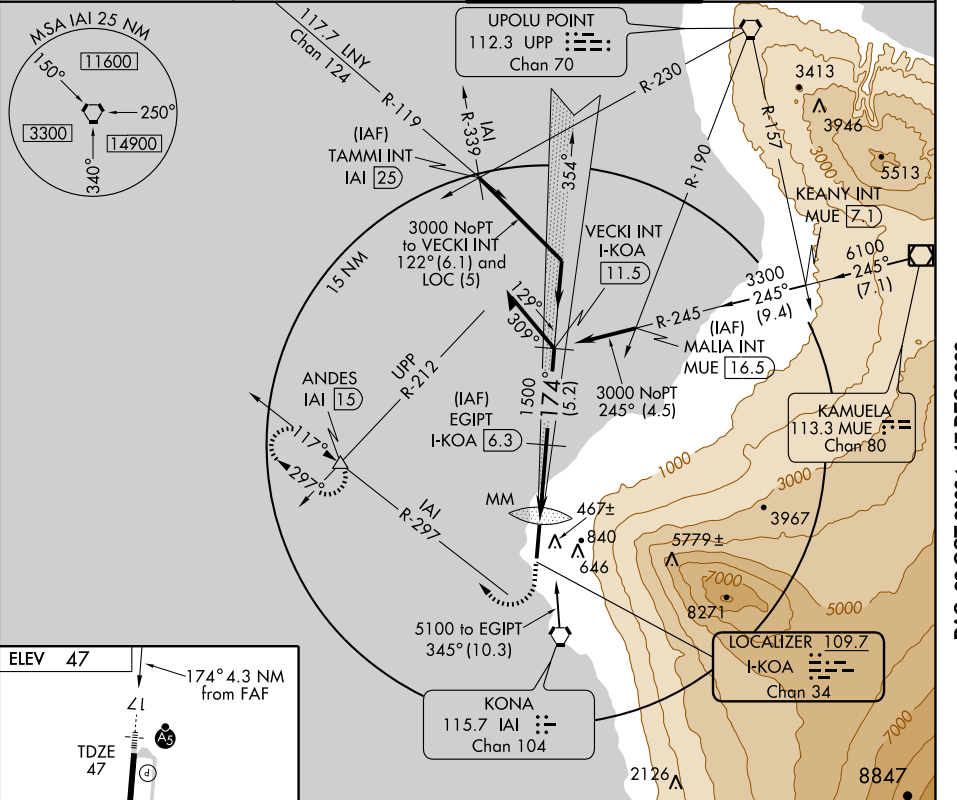 MSA IAI 25 NM
150°
11600
250°
3300
14900
340°
117.7 LNY
Chan 124
R-119
IAI
R-339
UPOLU POINT
112.3 UPP
Chan 70
R-230
R-190
R-157
3413
3946
3000
5513
(IAF)
TAMMI INT
IAI 25
354°
KEANY INT
MUE 7.1
6100
245°
(7.1)
3000 NoPT
to VECKI INT
122° (6.1) and
LOC (5)
VECKI INT
I-KOA
11.5
15 NM
3300
245°
(9.4)
R-245
129°
309°
(IAF)
MALIA INT
MUE 16.5
UPP
R-212
ANDES
IAI 15
(IAF)
EGIPT
I-KOA 6.3
1500
174°
(5.2)
3000 NoPT
245° (4.5)
KAMUELA
113.3 MUE
Chan 80
117°
297°
IAI
R-297
1000
3000
MM
467±
840
646
3967
5779±
7000
8271
5000
5100 to EGIPT
345° (10.3)
LOCALIZER 109.7
I-KOA
Chan 34
KONA
115.7 IAI
Chan 104
7000
2126
8847
ELEV 47
174° 4.3 NM
from FAF
17
A5
TDZE
47
P